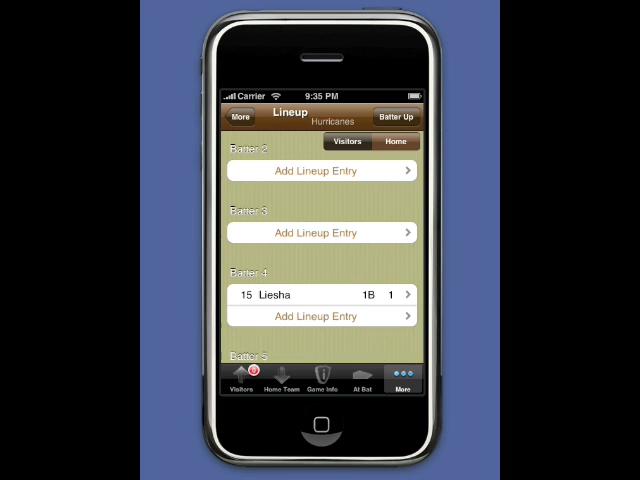 Carrier 9:35 PM
More Lineup Batter Up
Hurricanes
Visitors Home
Batter 2
Add Lineup Entry
Batter 3
Add Lineup Entry
Batter 4
15 Liesha 1B 1
Add Lineup Entry
Batter 5
Visitors Home Team Game Info At Bat More